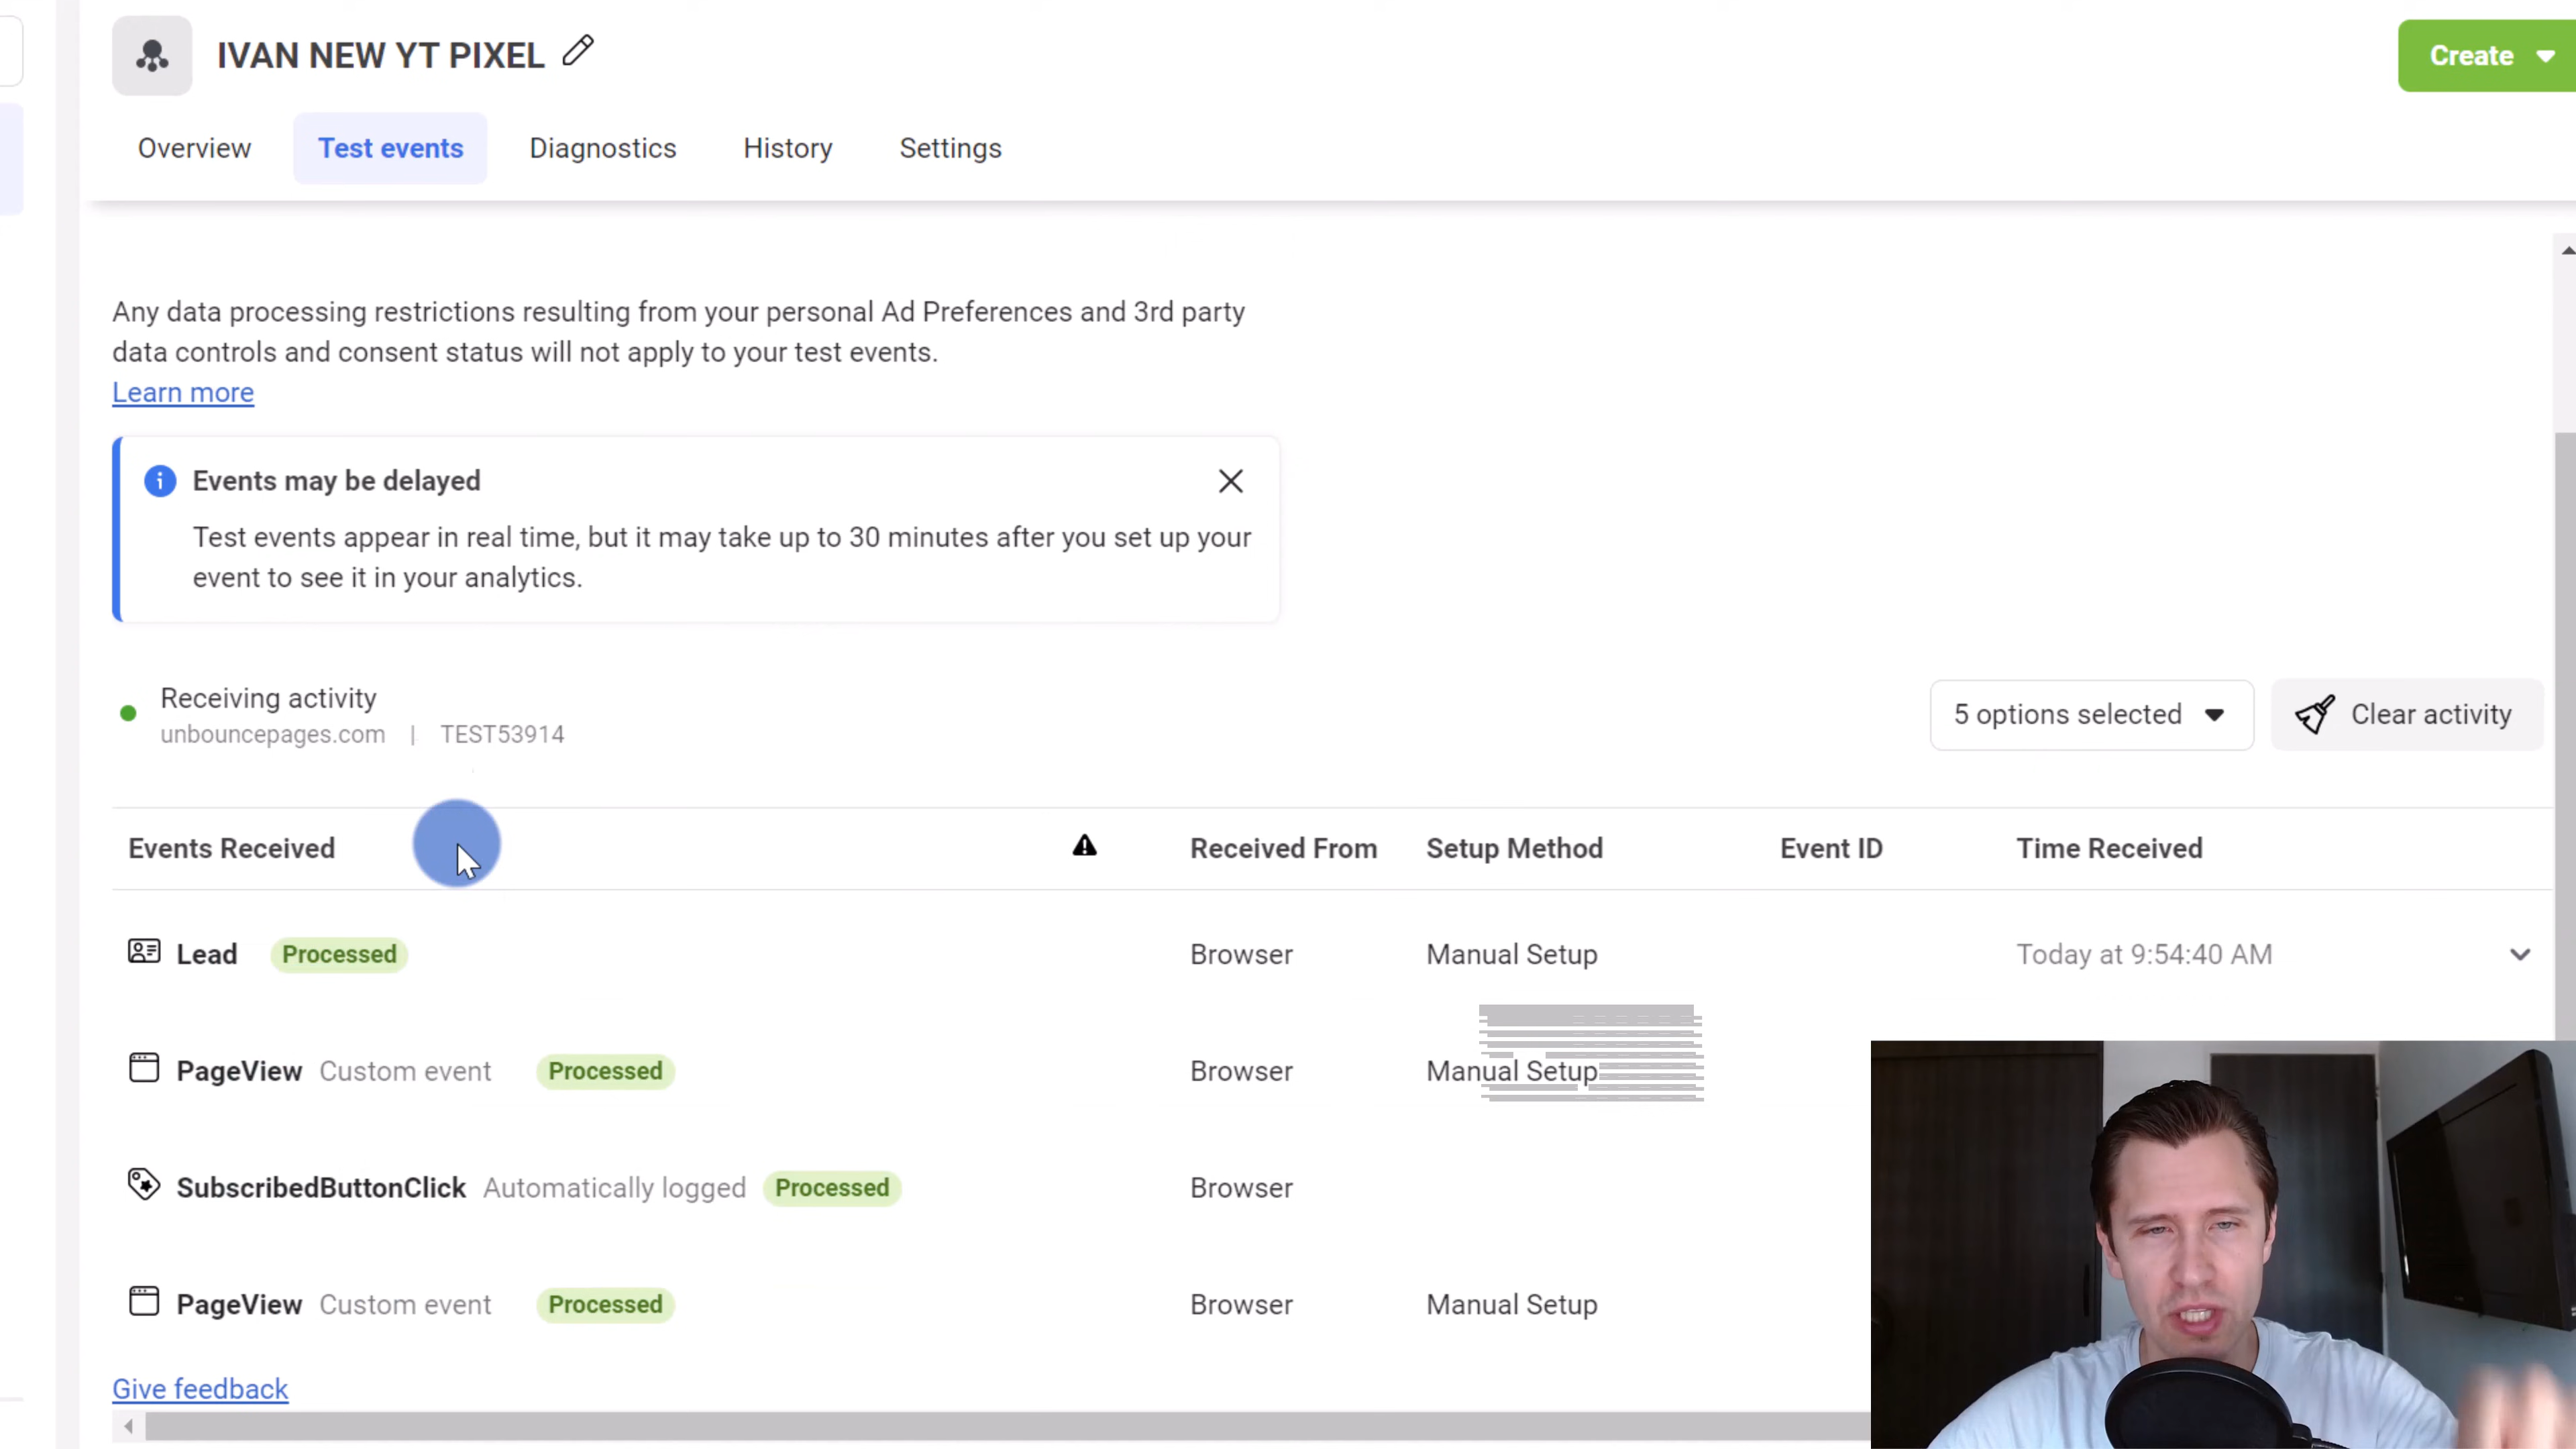 IVAN NEW YT PIXEL
Create
Overview
Test events
Diagnostics
History
Settings
Any data processing restrictions resulting from your personal Ad Preferences and 3rd party
data controls and consent status will not apply to your test events.
Learn more
Events may be delayed
Test events appear in real time, but it may take up to 30 minutes after you set up your
event to see it in your analytics.
Receiving activity
unbouncepages.com | TEST53914
5 options selected
Clear activity
Events Received Received From Setup Method Event ID Time Received
Lead Processed Browser Manual Setup Today at 9:54:40 AM
PageView Custom event Processed Browser Manual Setup
SubscribedButtonClick Automatically logged Processed Browser
PageView Custom event Processed Browser Manual Setup
Give feedback